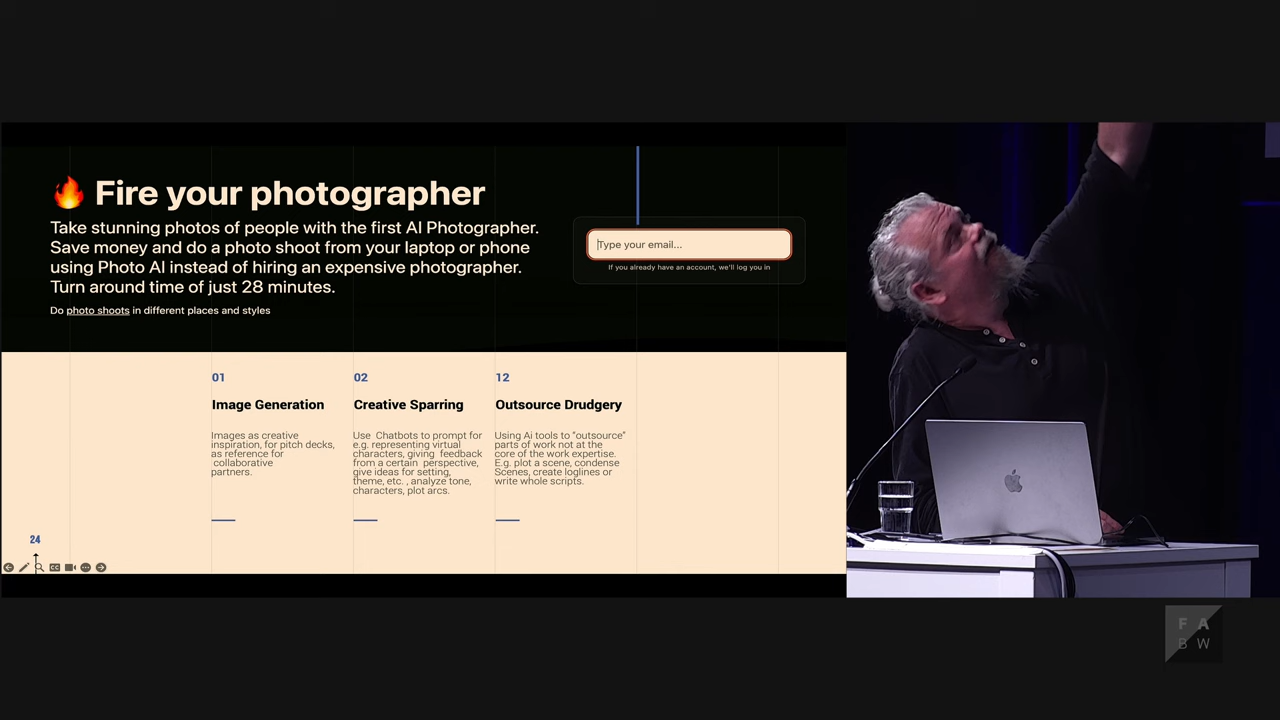 🔥 Fire your photographer
Take stunning photos of people with the first AI Photographer.
Save money and do a photo shoot from your laptop or phone
using Photo AI instead of hiring an expensive photographer.
Turn around time of just 28 minutes.
Do photo shoots in different places and styles
Type your email...
If you already have an account, we'll log you in
01
Image Generation
Images as creative
inspiration, for pitch decks,
as reference for
collaborative
partners.
02
Creative Sparring
Use Chatbots to prompt for
e.g. representing virtual
characters, giving feedback
from a certain perspective,
give ideas for setting,
theme, etc. , analyze tone,
characters, plot arcs.
12
Outsource Drudgery
Using Ai tools to “outsource”
parts of work not at the
core of the work expertise.
E.g. plot a scene, condense
Scenes, create loglines or
write whole scripts.
24
CC
F A
B W